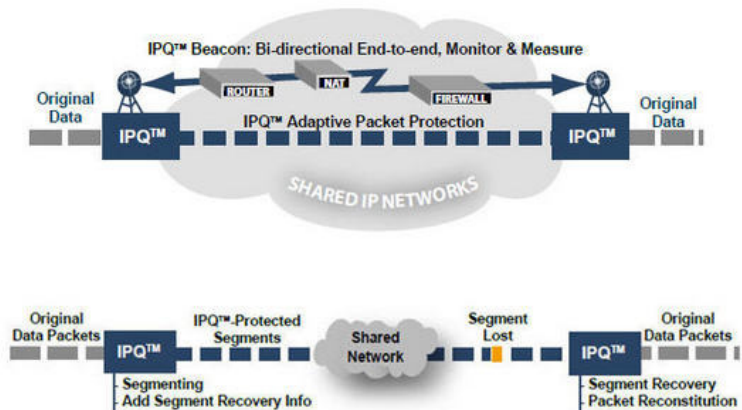 IPQ™ Beacon: Bi-directional End-to-end, Monitor & Measure
ROUTER
NAT
FIREWALL
Original
Data
Original
Data
IPQ™ Adaptive Packet Protection
IPQ™
IPQ™
SHARED IP NETWORKS
Original
Data Packets
IPQ™-Protected
Segments
Shared
Network
Segment
Lost
Original
Data Packets
IPQ™
IPQ™
Segmenting
Add Segment Recovery Info
Segment Recovery
Packet Reconstitution